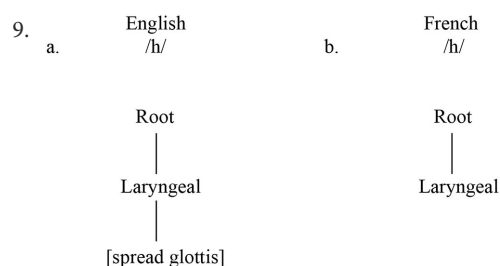 9.
English French
a. /h/ b. /h/
Root Root
Laryngeal Laryngeal
[spread glottis]